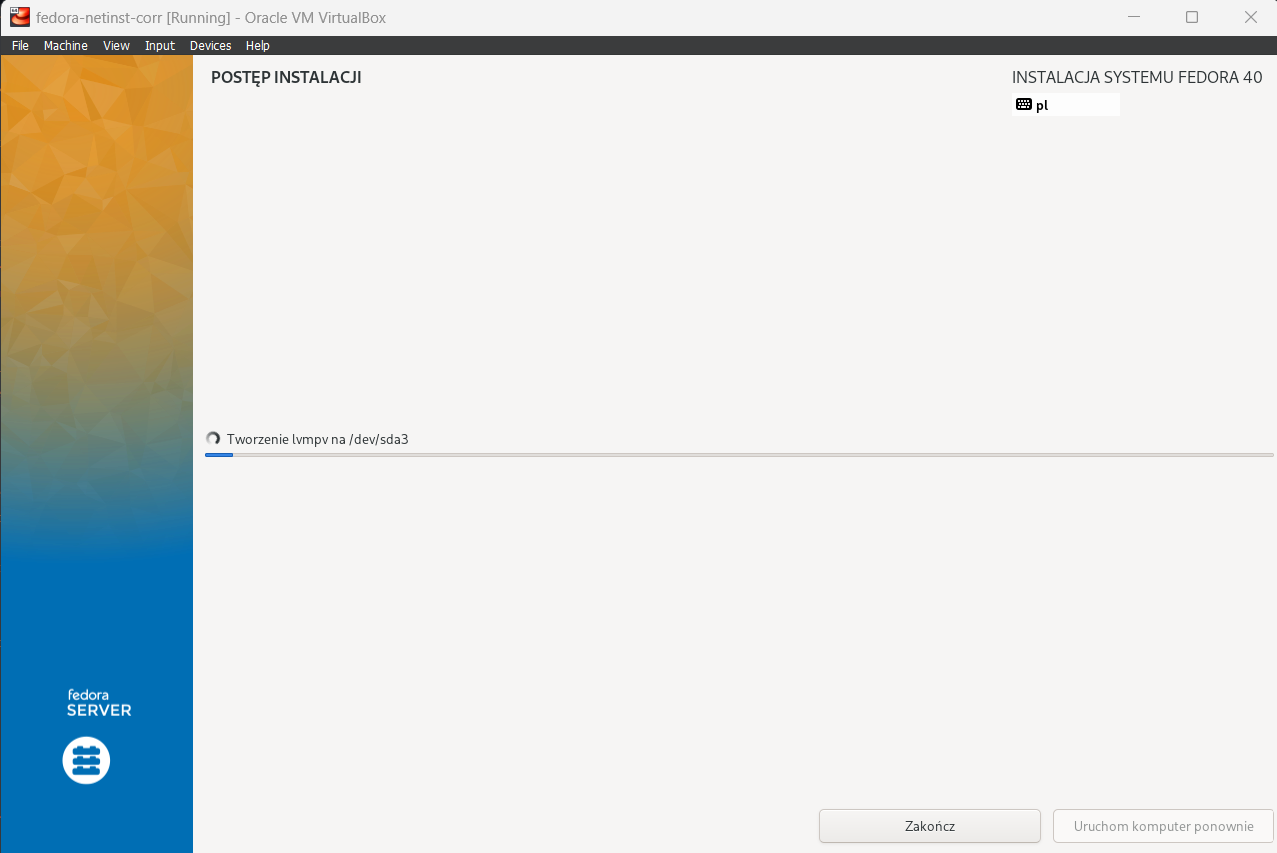 fedora-netinst-corr [Running] - Oracle VM VirtualBox
File Machine View Input Devices Help
POSTĘP INSTALACJI
INSTALACJA SYSTEMU FEDORA 40
pl
Tworzenie lvmpv na /dev/sda3
fedora
SERVER
Zakończ
Uruchom komputer ponownie